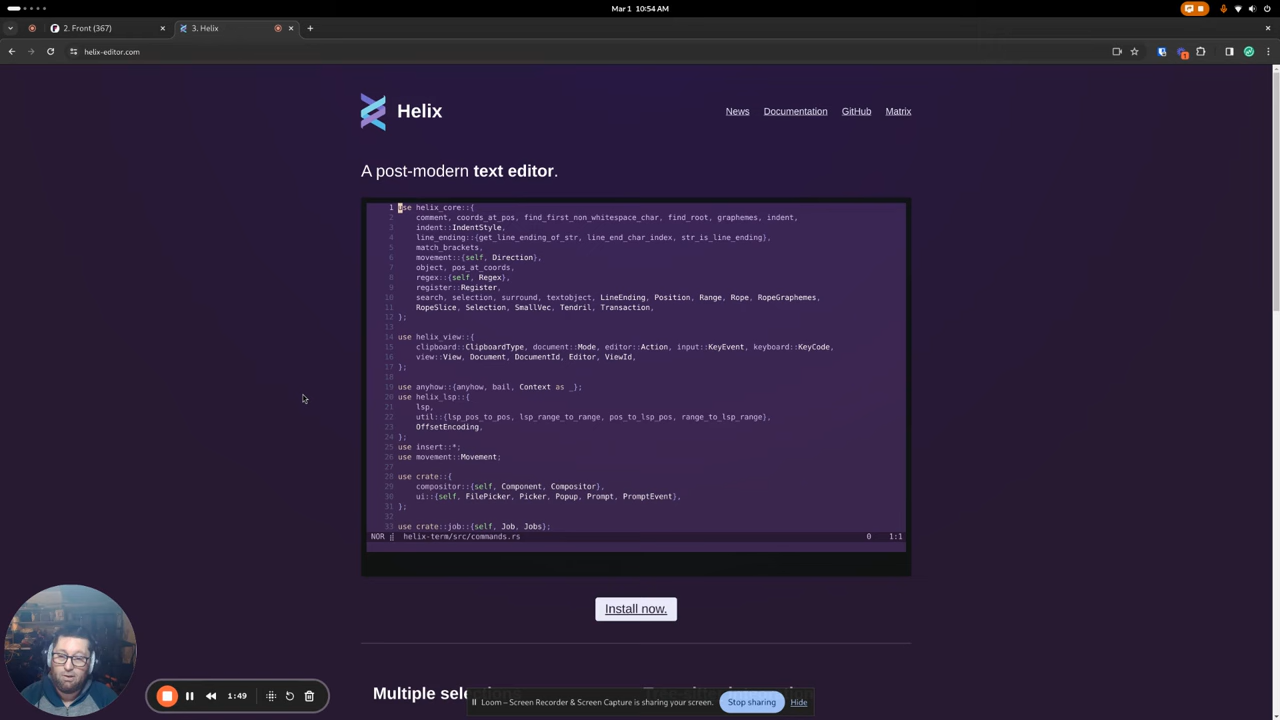 Mar 1 10:54 AM
2. Front (367)
3. Helix
helix-editor.com
Helix
News Documentation GitHub Matrix
A post-modern text editor.
1 use helix_core::{
2 comment, coords_at_pos, find_first_non_whitespace_char, find_root, graphemes, indent,
3 indent::IndentStyle,
4 line_ending::{get_line_ending_of_str, line_end_char_index, str_is_line_ending},
5 match_brackets,
6 movement::{self, Direction},
7 object, pos_at_coords,
8 regex::{self, Regex},
9 register::Register,
10 search, selection, surround, textobject, LineEnding, Position, Range, Rope, RopeGraphemes,
11 RopeSlice, Selection, SmallVec, Tendril, Transaction,
12 };
13
14 use helix_view::{
15 clipboard::ClipboardType, document::Mode, editor::Action, input::KeyEvent, keyboard::KeyCode,
16 view::View, Document, DocumentId, Editor, ViewId,
17 };
18
19 use anyhow::{anyhow, bail, Context as _};
20 use helix_lsp::{
21 lsp,
22 util::{lsp_pos_to_pos, lsp_range_to_range, pos_to_lsp_pos, range_to_lsp_range},
23 OffsetEncoding,
24 };
25 use insert::*;
26 use movement::Movement;
27
28 use crate::{
29 compositor::{self, Component, Compositor},
30 ui::{self, FilePicker, Picker, Popup, Prompt, PromptEvent},
31 };
32
33 use crate::job::{self, Job, Jobs};
NOR helix-term/src/commands.rs 0 1:1
Install now.
Multiple selections
1:49
Loom – Screen Recorder & Screen Capture is sharing your screen. Stop sharing Hide